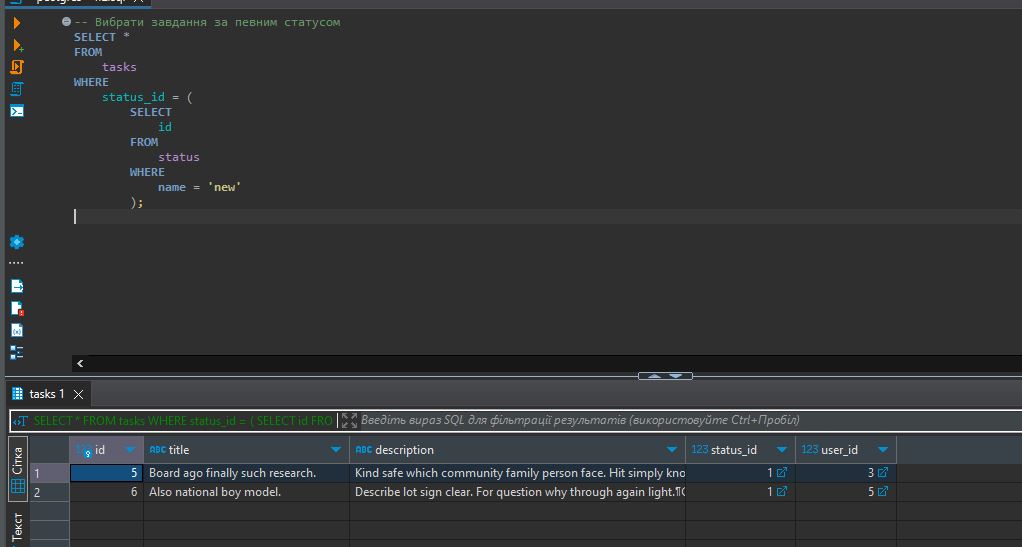 -- Вибрати завдання за певним статусом
SELECT *
FROM
tasks
WHERE
status_id = (
SELECT
id
FROM
status
WHERE
name = 'new'
);
tasks 1
SELECT * FROM tasks WHERE status_id = ( SELECT id FRO Введіть вираз SQL для фільтрації результатів (використовуйте Ctrl+Пробіл)
Сітка
Текст
123 id ABC title ABC description 123 status_id 123 user_id
1 5 Board ago finally such research. Kind safe which community family person face. Hit simply kno 1 3
2 6 Also national boy model. Describe lot sign clear. For question why through again light. 1 5